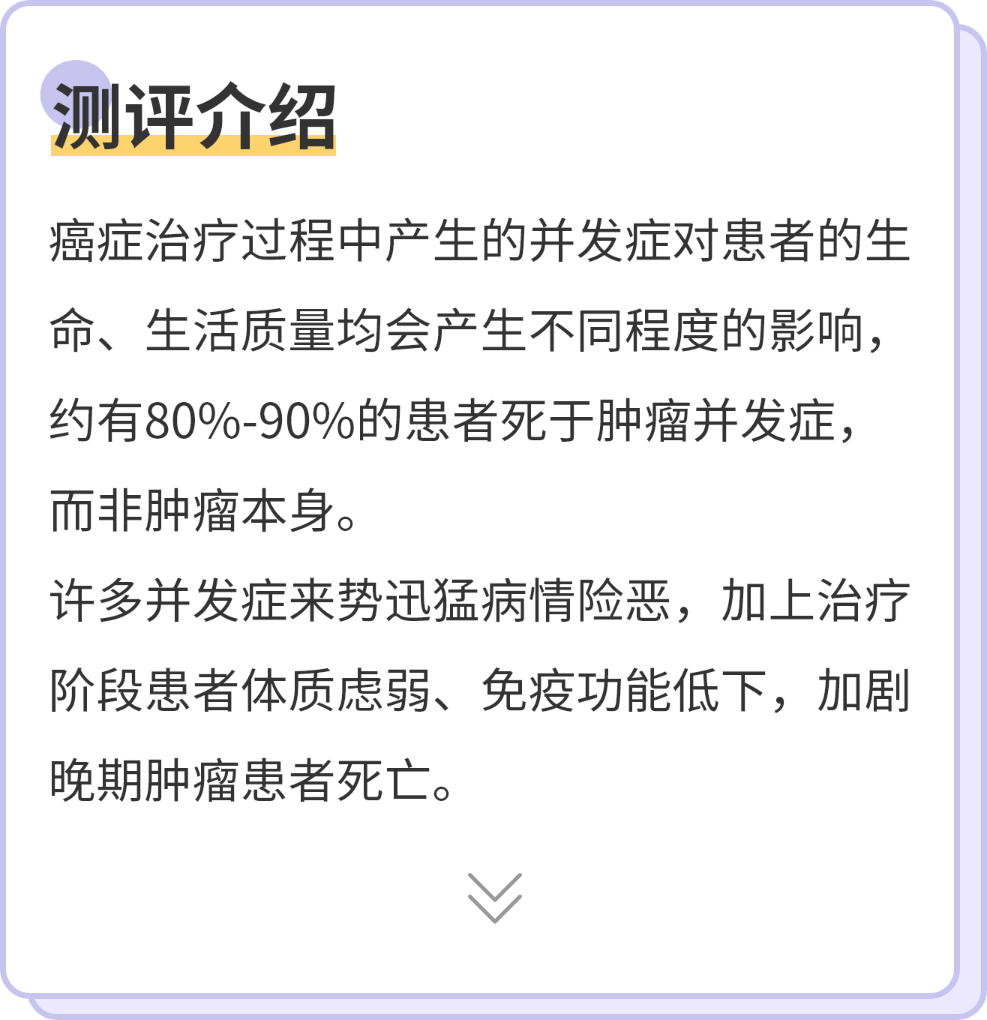 测评介绍
癌症治疗过程中产生的并发症对患者的生
命、生活质量均会产生不同程度的影响，
约有80%-90%的患者死于肿瘤并发症，
而非肿瘤本身。
许多并发症来势迅猛病情险恶，加上治疗
阶段患者体质虑弱、免疫功能低下，加剧
晚期肿瘤患者死亡。